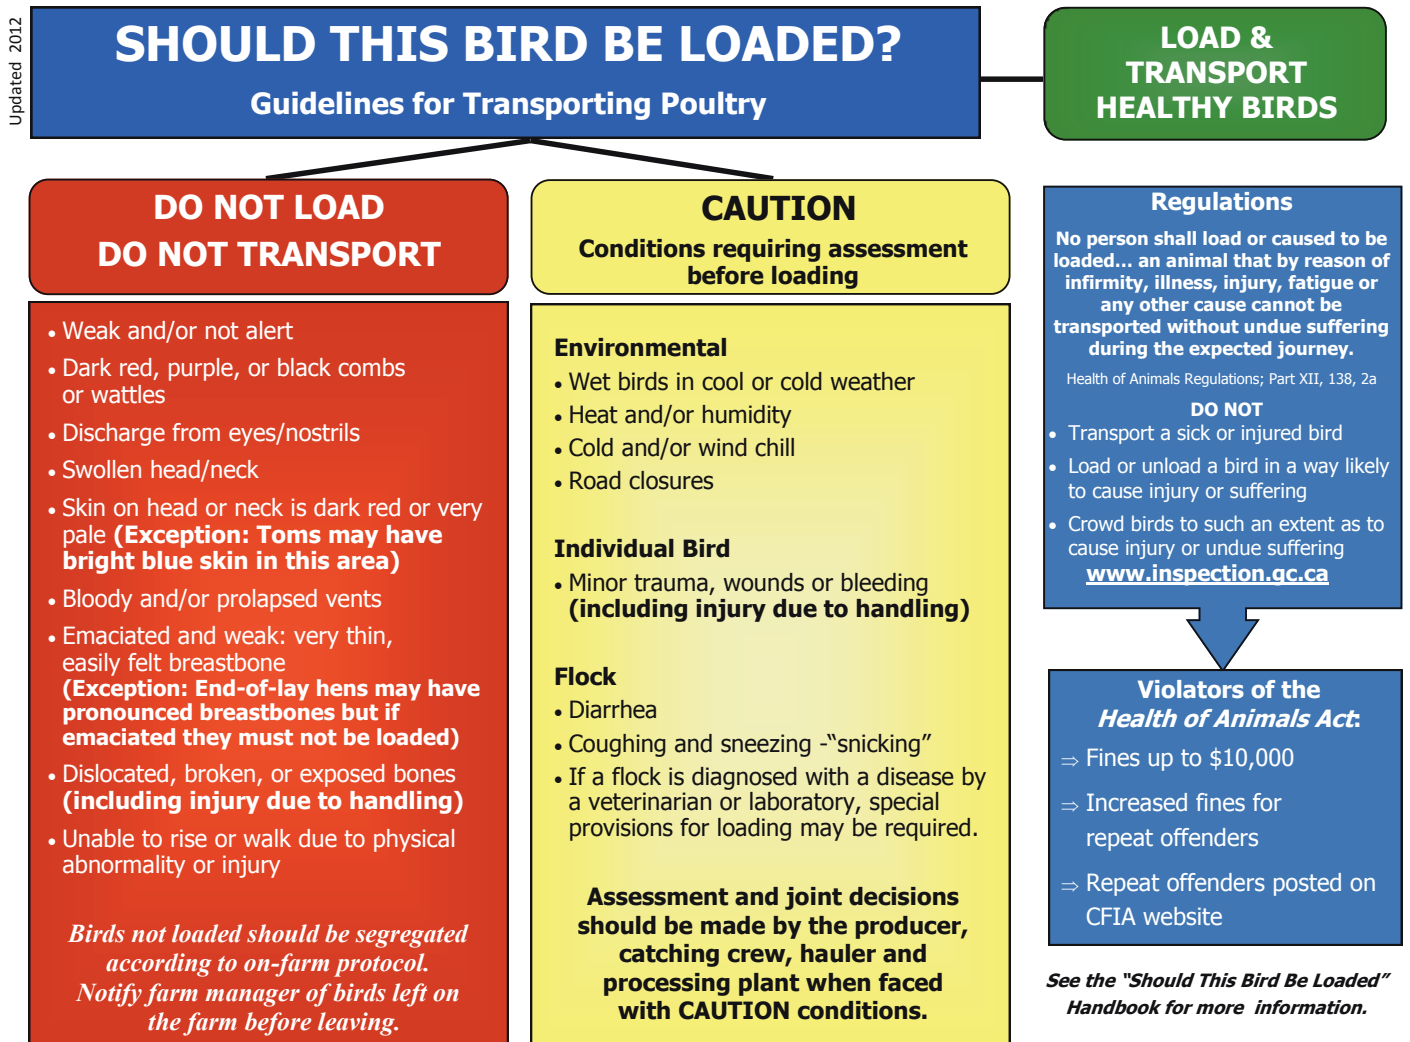 Updated 2012
SHOULD THIS BIRD BE LOADED?
Guidelines for Transporting Poultry
LOAD &
TRANSPORT
HEALTHY BIRDS
DO NOT LOAD
DO NOT TRANSPORT
• Weak and/or not alert
• Dark red, purple, or black combs
or wattles
• Discharge from eyes/nostrils
• Swollen head/neck
• Skin on head or neck is dark red or very
pale (Exception: Toms may have
bright blue skin in this area)
• Bloody and/or prolapsed vents
• Emaciated and weak: very thin,
easily felt breastbone
(Exception: End-of-lay hens may have
pronounced breastbones but if
emaciated they must not be loaded)
• Dislocated, broken, or exposed bones
(including injury due to handling)
• Unable to rise or walk due to physical
abnormality or injury
Birds not loaded should be segregated
according to on-farm protocol.
Notify farm manager of birds left on
the farm before leaving.
CAUTION
Conditions requiring assessment
before loading
Environmental
• Wet birds in cool or cold weather
• Heat and/or humidity
• Cold and/or wind chill
• Road closures
Individual Bird
• Minor trauma, wounds or bleeding
(including injury due to handling)
Flock
• Diarrhea
• Coughing and sneezing -“snicking”
• If a flock is diagnosed with a disease by
a veterinarian or laboratory, special
provisions for loading may be required.
Assessment and joint decisions
should be made by the producer,
catching crew, hauler and
processing plant when faced
with CAUTION conditions.
Regulations
No person shall load or caused to be
loaded... an animal that by reason of
infirmity, illness, injury, fatigue or
any other cause cannot be
transported without undue suffering
during the expected journey.
Health of Animals Regulations; Part XII, 138, 2a
DO NOT
• Transport a sick or injured bird
• Load or unload a bird in a way likely
to cause injury or suffering
• Crowd birds to such an extent as to
cause injury or undue suffering
www.inspection.gc.ca
Violators of the
Health of Animals Act:
⇒ Fines up to $10,000
⇒ Increased fines for
repeat offenders
⇒ Repeat offenders posted on
CFIA website
See the “Should This Bird Be Loaded”
Handbook for more information.